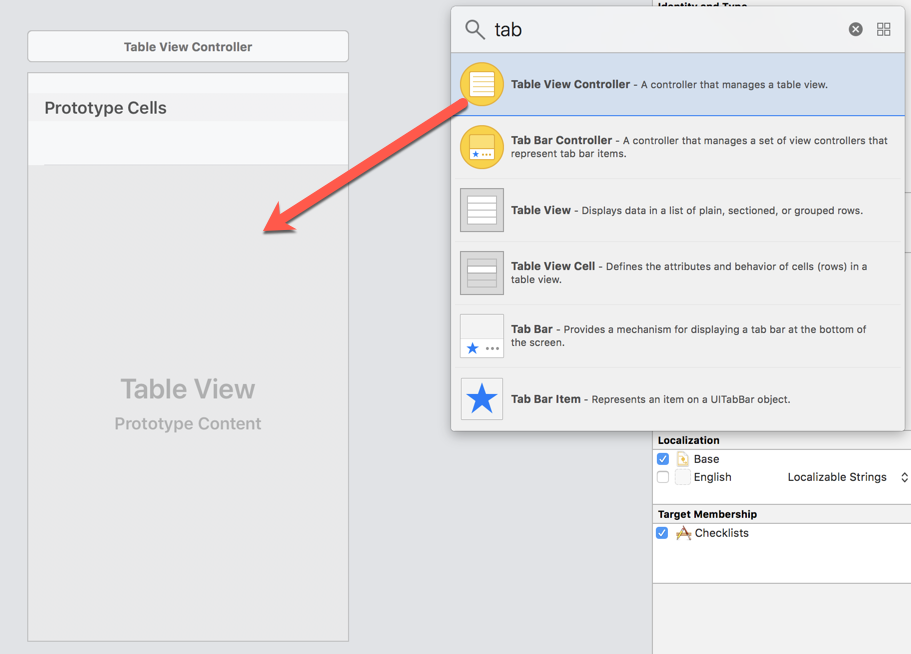 Table View Controller
Prototype Cells
Table View
Prototype Content
Identity and Type
tab
Table View Controller - A controller that manages a table view.
Tab Bar Controller - A controller that manages a set of view controllers that
represent tab bar items.
Table View - Displays data in a list of plain, sectioned, or grouped rows.
Table View Cell - Defines the attributes and behavior of cells (rows) in a
table view.
Tab Bar - Provides a mechanism for displaying a tab bar at the bottom of
the screen.
Tab Bar Item - Represents an item on a UITabBar object.
Localization
Base
English Localizable Strings
Target Membership
Checklists